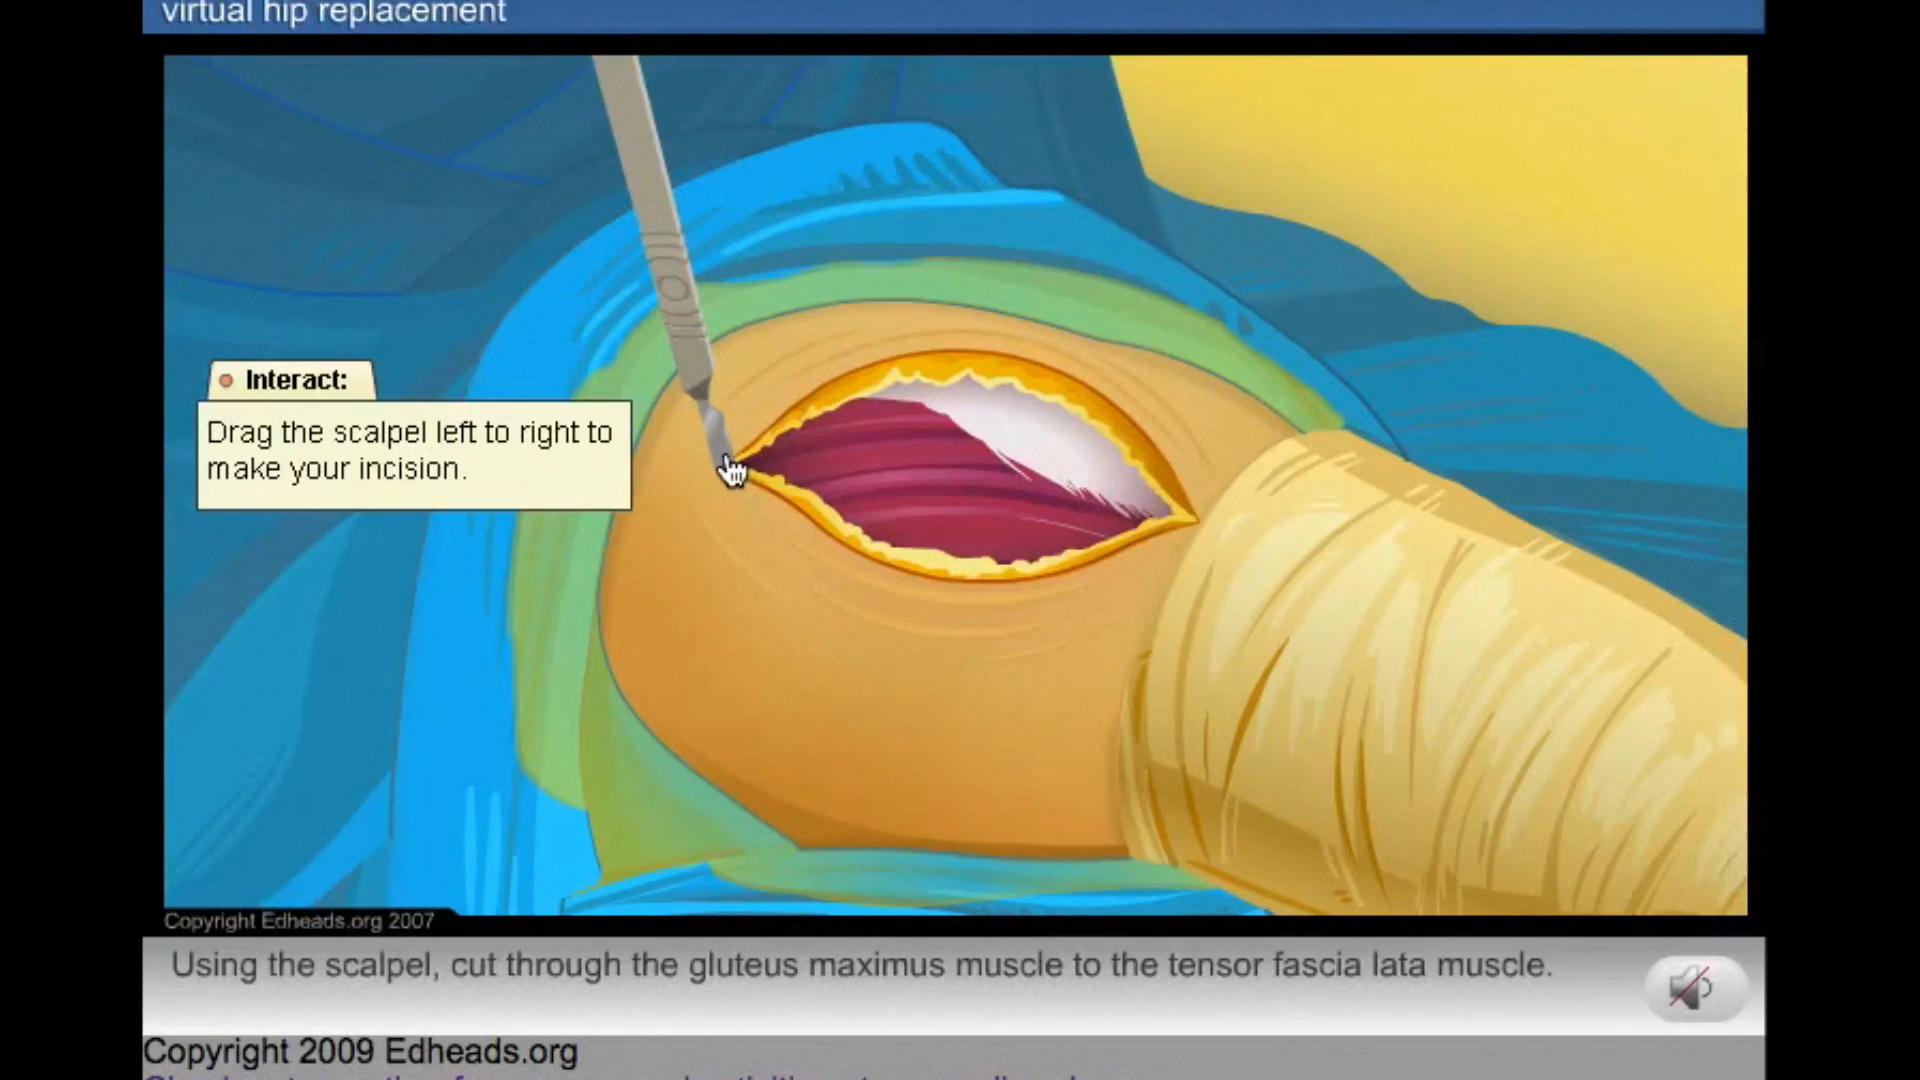 virtual hip replacement
Interact:
Drag the scalpel left to right to
make your incision.
Copyright Edheads.org 2007
Using the scalpel, cut through the gluteus maximus muscle to the tensor fascia lata muscle.
Copyright 2009 Edheads.org